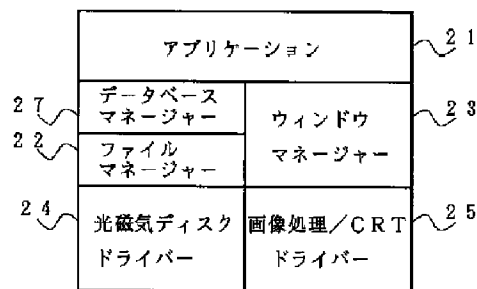 アプリケーション
21
27
データベース
マネージャー
22
ファイル
マネージャー
ウィンドウ
マネージャー
23
24
光磁気ディスク
ドライバー
画像処理/CRT
ドライバー
25